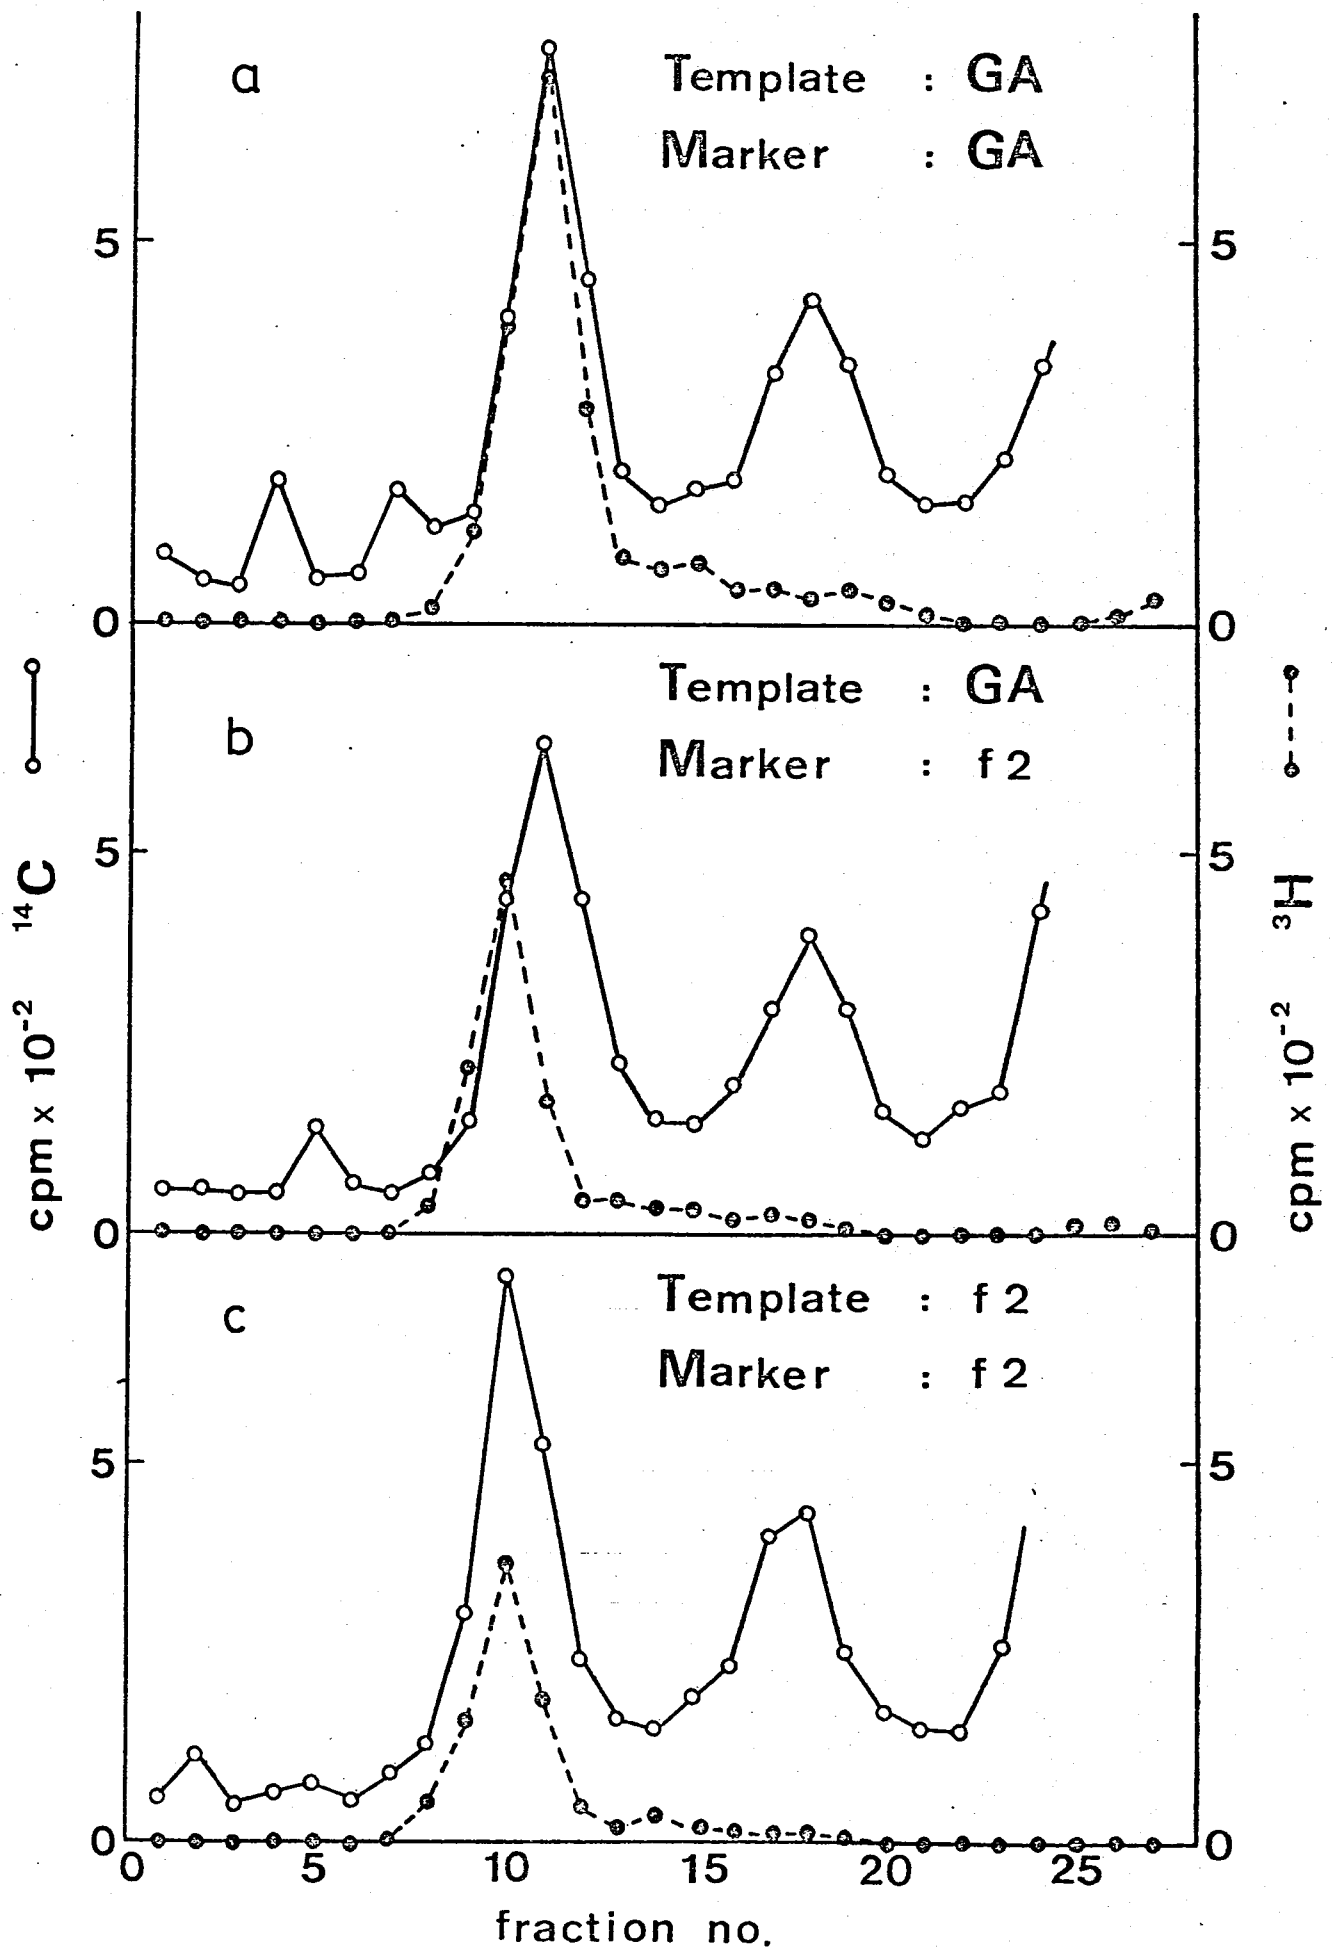 a
Template : GA
Marker : GA
5 5
0 0
b
Template : GA
Marker : f2
5 5
0 0
c
Template : f2
Marker : f2
5 5
0 0
0 5 10 15 20 25
fraction no.
cpm x 10⁻² ¹⁴C
cpm x 10⁻² ³H